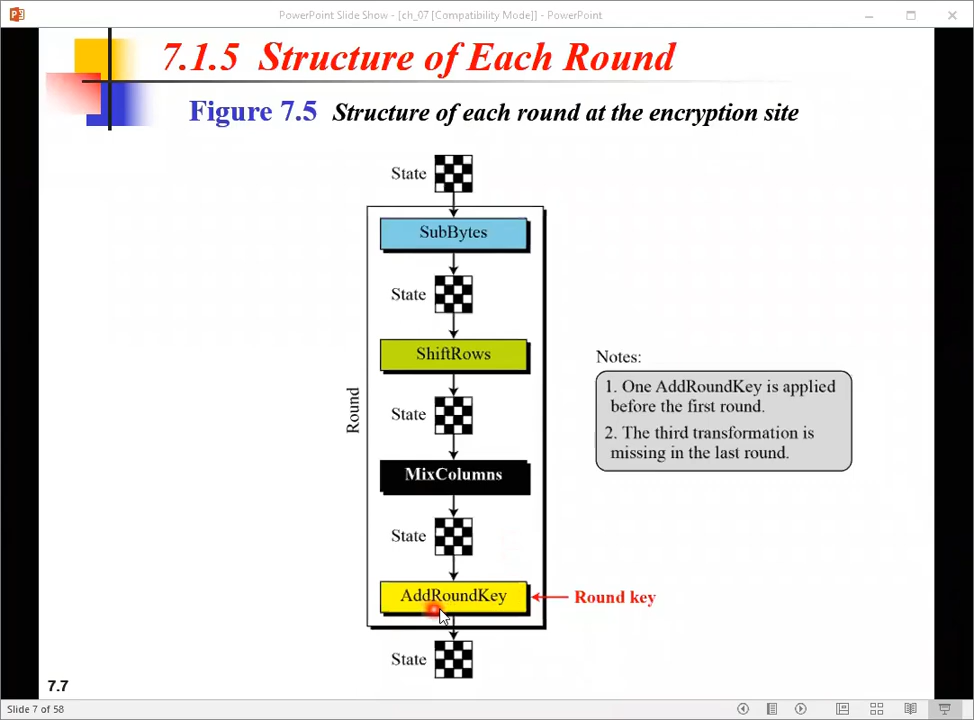 PowerPoint Slide Show - [ch_07 [Compatibility Mode]] - PowerPoint
7.1.5 Structure of Each Round
Figure 7.5 Structure of each round at the encryption site
State
SubBytes
State
ShiftRows
State
Round
MixColumns
State
AddRoundKey
Round key
State
Notes:
1. One AddRoundKey is applied
before the first round.
2. The third transformation is
missing in the last round.
7.7
Slide 7 of 58